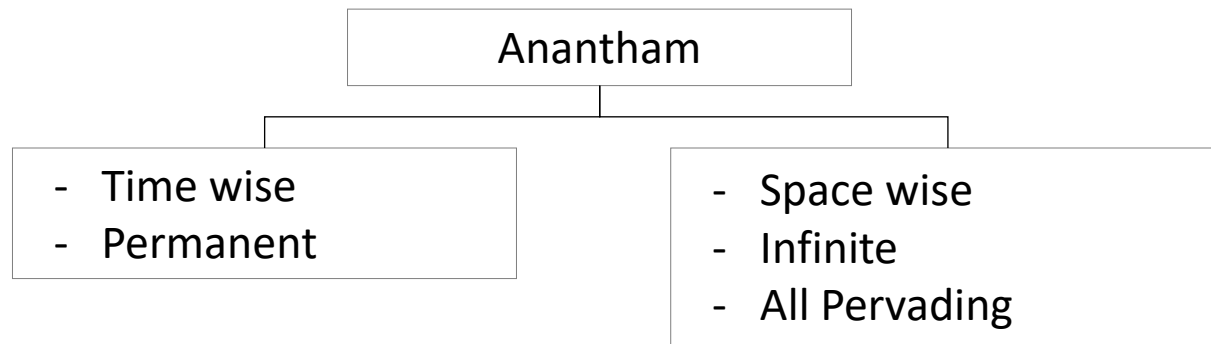 Anantham
- Time wise
- Permanent
- Space wise
- Infinite
- All Pervading